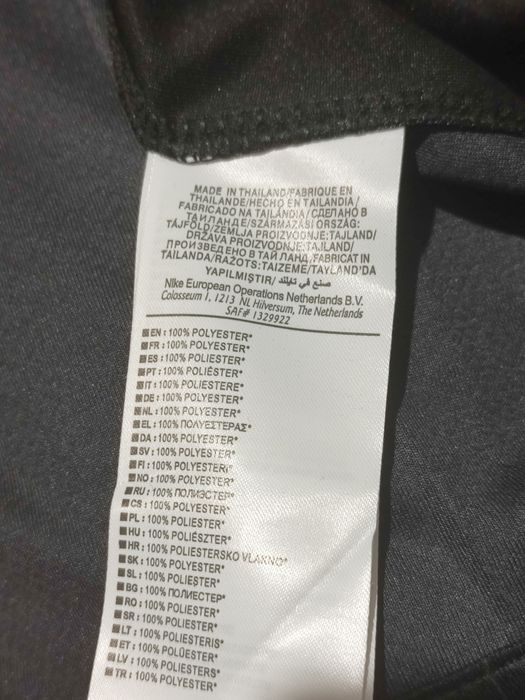 MADE IN THAILAND/FABRIQUE EN
THAILANDE/HECHO EN TAILANDIA/
FABRICADO NA TAJLÂNDIA/СДЕЛАНО В
ТАИЛАНДЕ/SZÁRMAZÁSI ORSZÁG:
TÁJFÖLD/ZEMLJA PROIZVODNJE:TAJLAND/
DRŽAVA PROIZVODNJE:TAJLAND/
ПРОИЗВЕДЕНО В ТАЙЛАНД/FABRICAT IN
TAILANDA/RAŽOTS:TAIZEME/TAYLAND'DA
YAPILMIŞTIR/ صنع في تايلند
Nike European Operations Netherlands B.V.
Colosseum 1, 1213 NL Hilversum, The Netherlands
SAF# 1329922
EN : 100% POLYESTER*
FR : 100% POLYESTER*
ES : 100% POLIÉSTER*
PT : 100% POLIÉSTER*
IT : 100% POLIESTERE*
DE : 100% POLYESTER*
NL : 100% POLYESTER*
EL : 100% ΠΟΛΥΕΣΤΕΡΑΣ*
DA : 100% POLYESTER*
SV : 100% POLYESTER*
FI : 100% POLYESTERI*
NO : 100% POLYESTER*
RU : 100% ПОЛИЭСТЕР*
CS : 100% POLYESTER*
PL : 100% POLIESTER*
HU : 100% POLIÉSZTER*
HR : 100% POLIESTERSKO VLAKNO*
SK : 100% POLYESTER*
SL : 100% POLIESTER*
BG : 100% ПОЛИЕСТЕР*
RO : 100% POLIESTER*
SR : 100% POLIESTER*
LT : 100% POLIESTERIS*
ET : 100% POLÜESTER*
LV : 100% POLIESTERS*
TR : 100% POLYESTER*